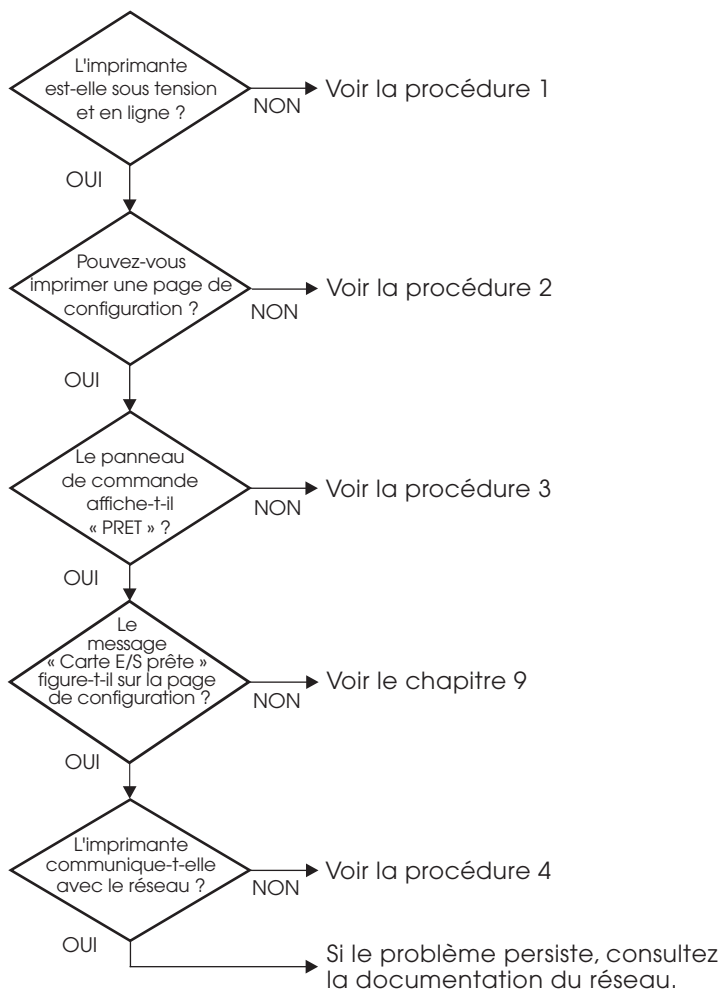 L'imprimante
est-elle sous tension
et en ligne ?
NON
Voir la procédure 1
OUI
Pouvez-vous
imprimer une page de
configuration ?
NON
Voir la procédure 2
OUI
Le panneau
de commande
affiche-t-il
« PRET » ?
NON
Voir la procédure 3
OUI
Le
message
« Carte E/S prête »
figure-t-il sur la page
de configuration ?
NON
Voir le chapitre 9
OUI
L'imprimante
communique-t-elle
avec le réseau ?
NON
Voir la procédure 4
OUI
Si le problème persiste, consultez
la documentation du réseau.